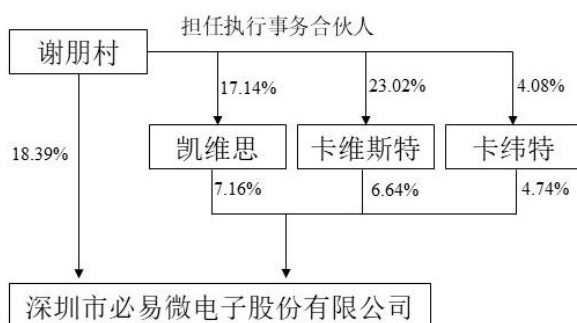 担任执行事务合伙人
谢朋村
17.14%
23.02%
4.08%
18.39%
凯维思
卡维斯特
卡纬特
7.16%
6.64%
4.74%
深圳市必易微电子股份有限公司